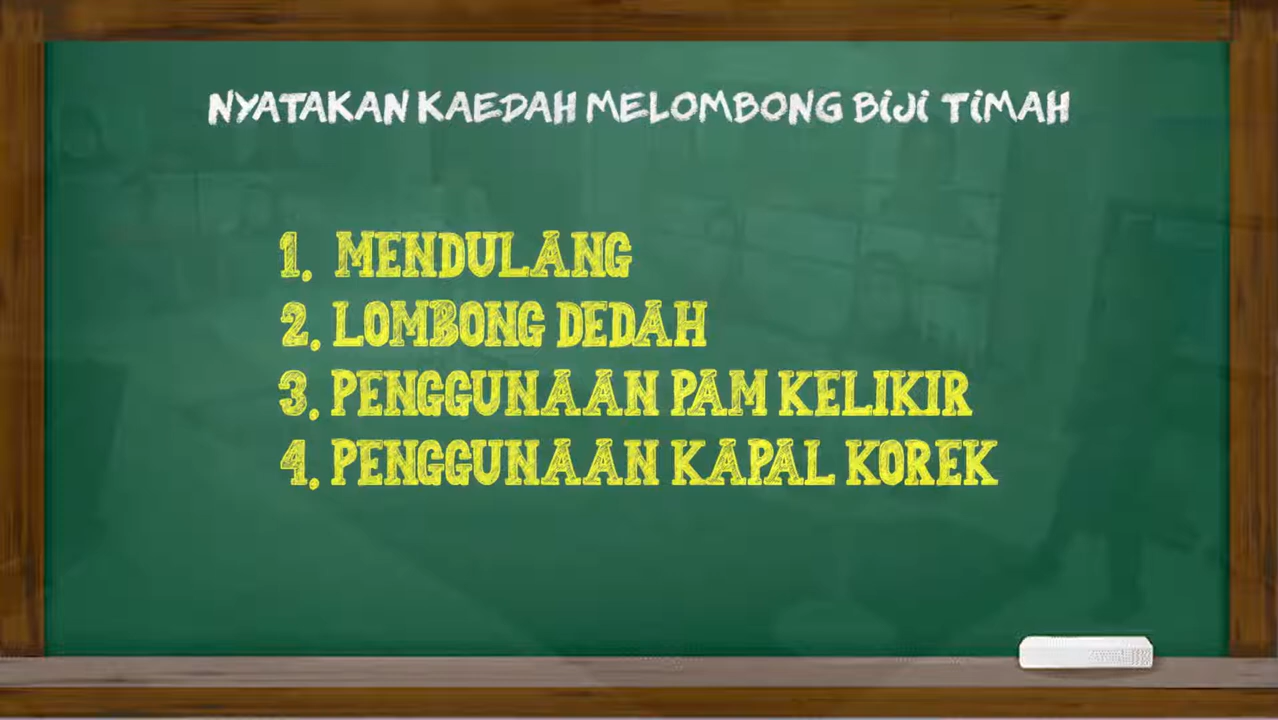 NYATAKAN KAEDAH MELOMBONG BIJI TIMAH
1. MENDULANG
2. LOMBONG DEDAH
3. PENGGUNAAN PAM KELIKIR
4. PENGGUNAAN KAPAL KOREK